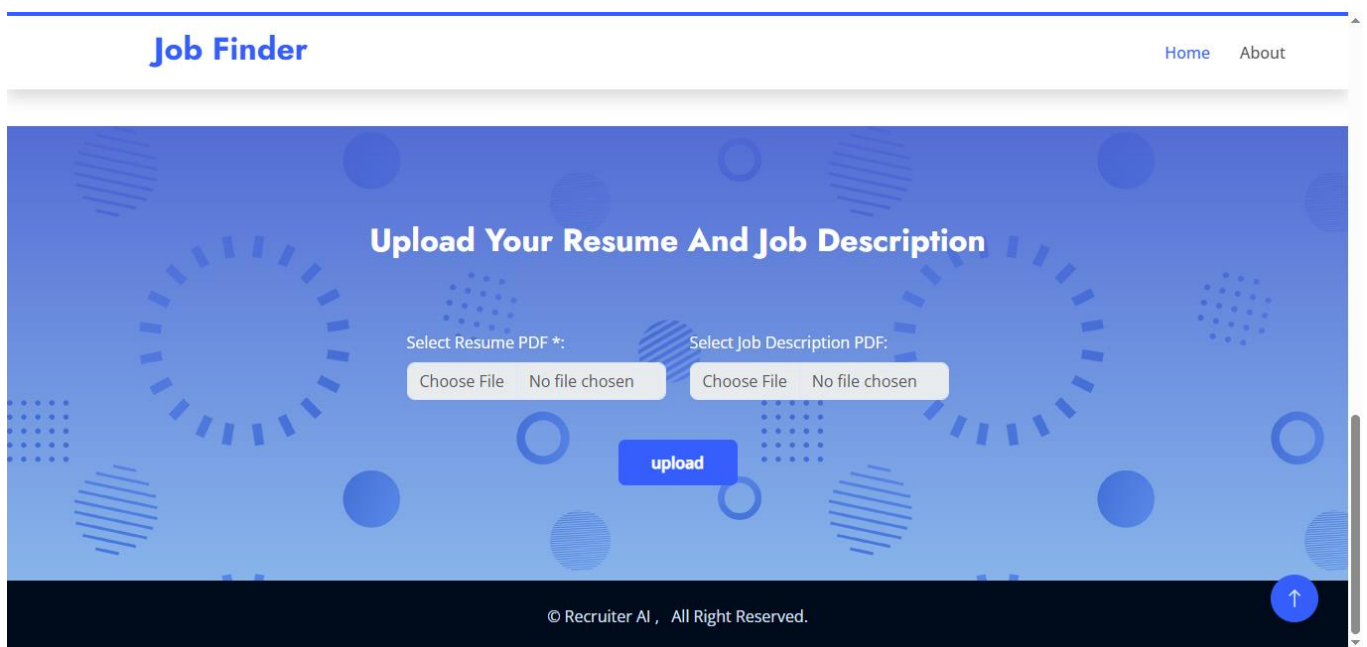 Job Finder
Home About
Upload Your Resume And Job Description
Select Resume PDF *: Select Job Description PDF:
Choose File No file chosen Choose File No file chosen
upload
© Recruiter AI , All Right Reserved.